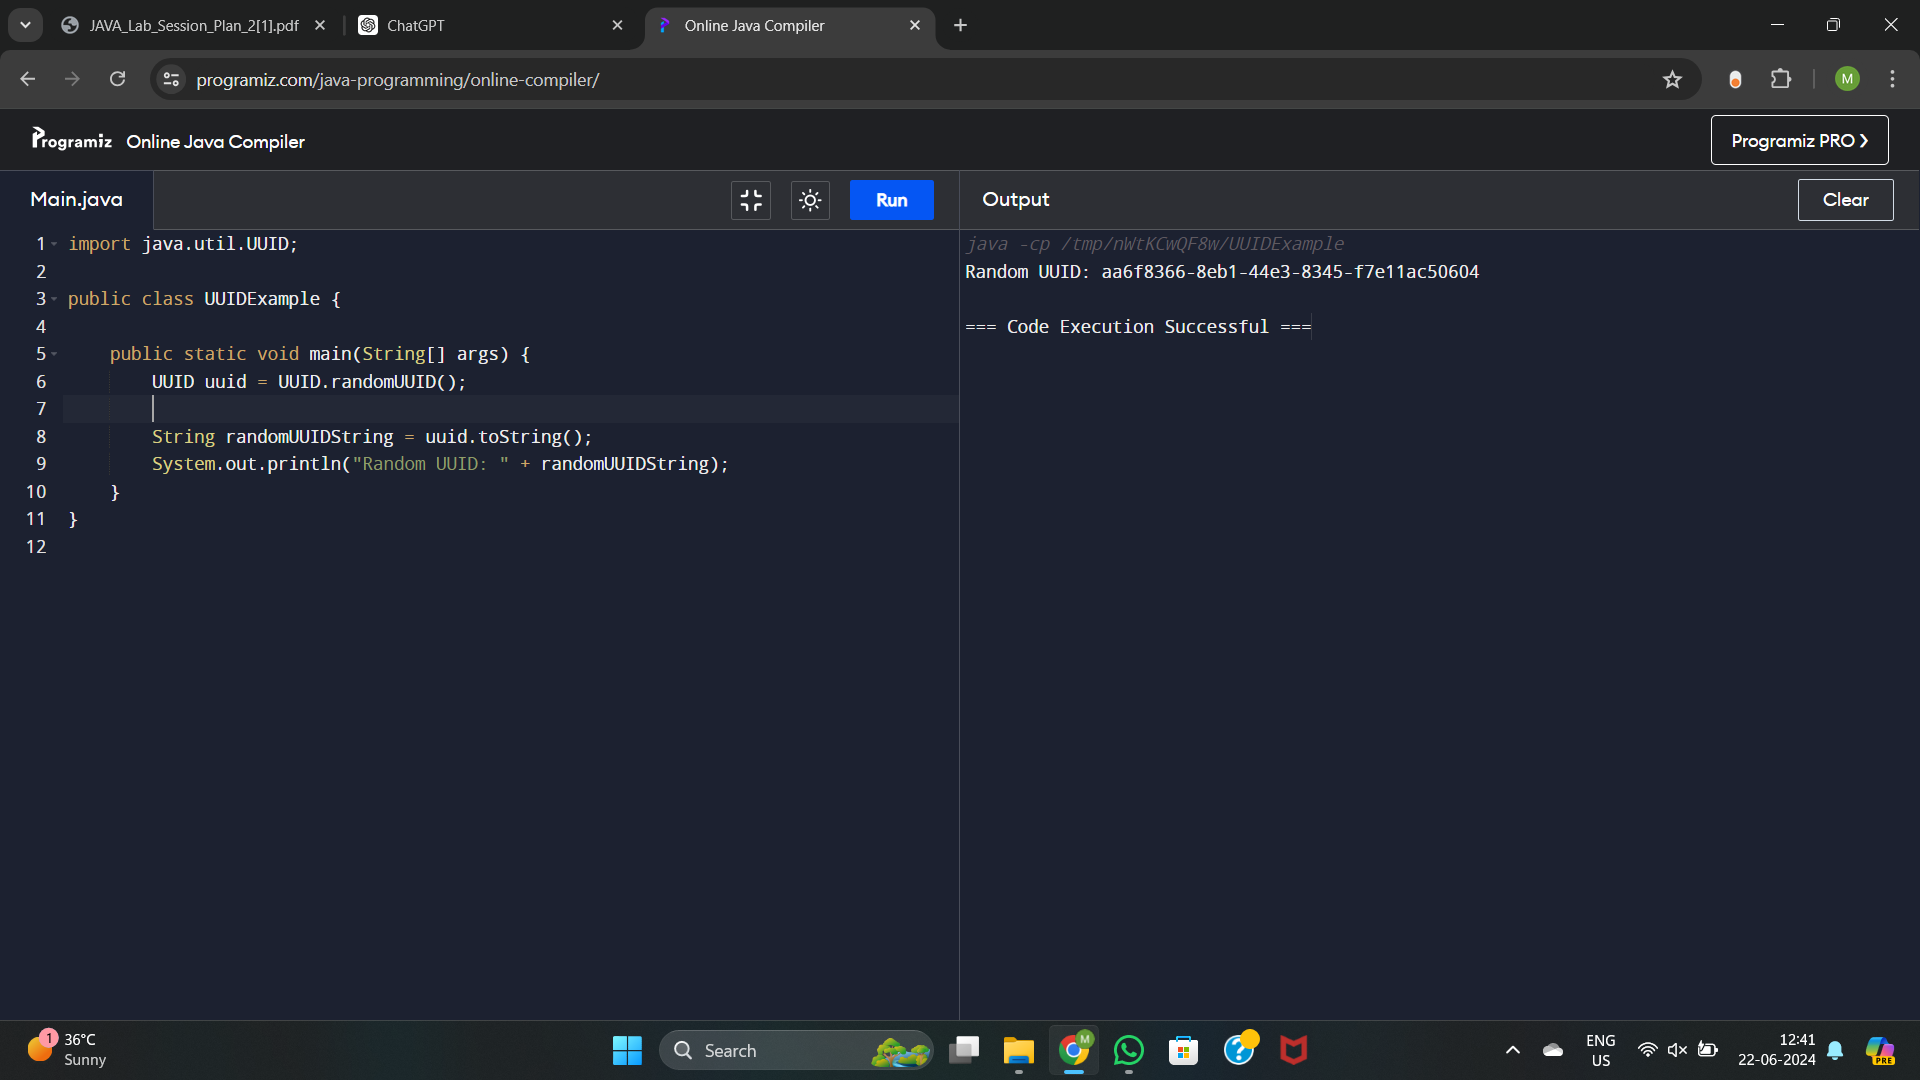 JAVA_Lab_Session_Plan_2[1].pdf
ChatGPT
Online Java Compiler
programiz.com/java-programming/online-compiler/
M
Programiz Online Java Compiler
Programiz PRO
Main.java
Run
Output
Clear
1 import java.util.UUID;
2
3 public class UUIDExample {
4
5 public static void main(String[] args) {
6 UUID uuid = UUID.randomUUID();
7
8 String randomUUIDString = uuid.toString();
9 System.out.println("Random UUID: " + randomUUIDString);
10 }
11 }
12
java -cp /tmp/nWtKCwQF8w/UUIDExample
Random UUID: aa6f8366-8eb1-44e3-8345-f7e11ac50604
=== Code Execution Successful ===
1
36°C
Sunny
Search
M
ENG
US
12:41
22-06-2024
PRE